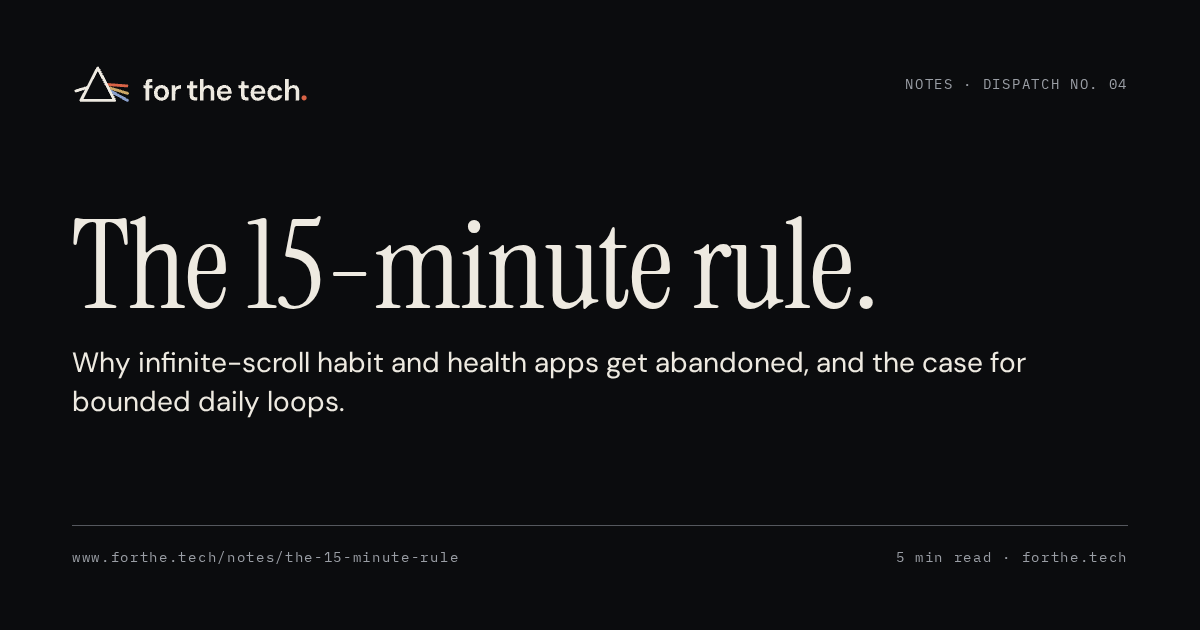 for the tech.
NOTES · DISPATCH NO. 04
The 15-minute rule.
Why infinite-scroll habit and health apps get abandoned, and the case for
bounded daily loops.
www.forthe.tech/notes/the-15-minute-rule
5 min read · forthe.tech